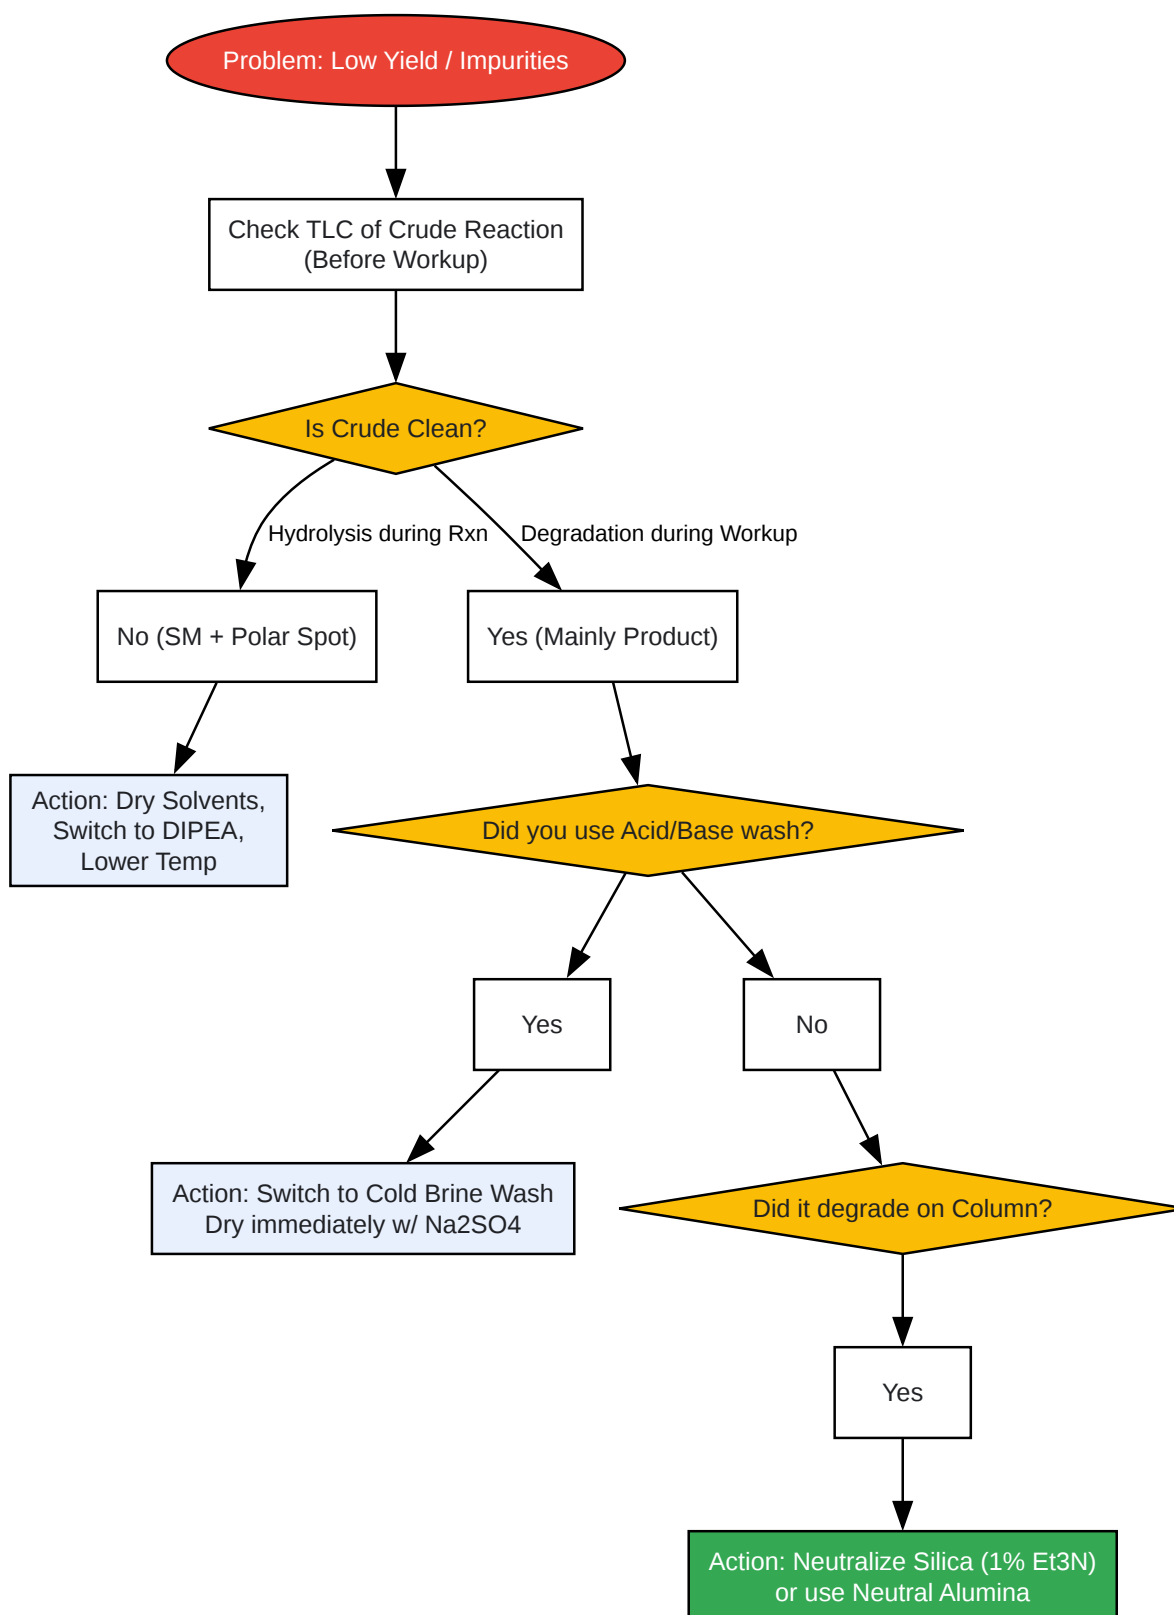 Problem: Low Yield / Impurities
Check TLC of Crude Reaction
(Before Workup)
Is Crude Clean?
Hydrolysis during Rxn
Degradation during Workup
No (SM + Polar Spot)
Yes (Mainly Product)
Action: Dry Solvents,
Switch to DIPEA,
Lower Temp
Did you use Acid/Base wash?
Yes
No
Action: Switch to Cold Brine Wash
Dry immediately w/ Na2SO4
Did it degrade on Column?
Yes
Action: Neutralize Silica (1% Et3N)
or use Neutral Alumina